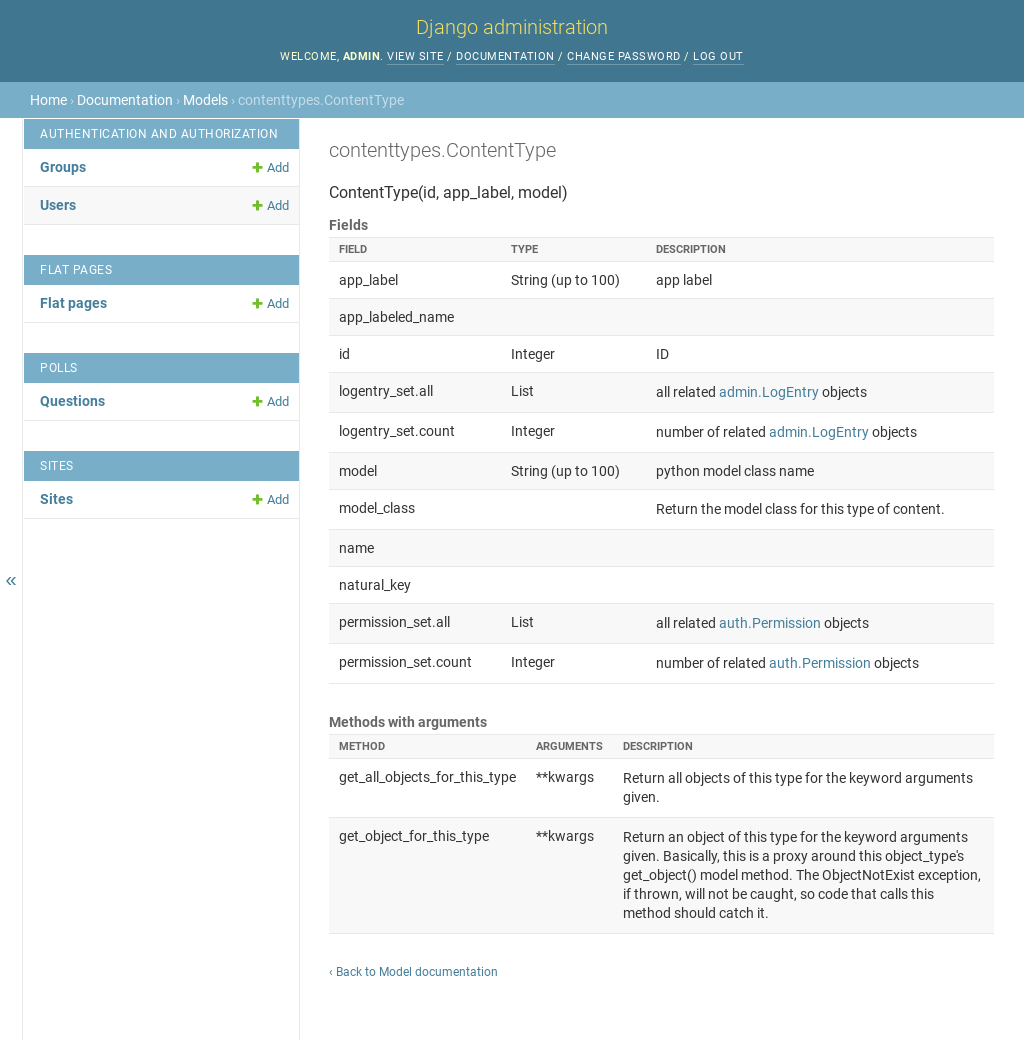 Django administration
WELCOME, ADMIN. VIEW SITE / DOCUMENTATION / CHANGE PASSWORD / LOG OUT
Home › Documentation › Models › contenttypes.ContentType
AUTHENTICATION AND AUTHORIZATION
Groups Add
Users Add
FLAT PAGES
Flat pages Add
POLLS
Questions Add
SITES
Sites Add
«
contenttypes.ContentType
ContentType(id, app_label, model)
Fields
FIELD TYPE DESCRIPTION
app_label String (up to 100) app label
app_labeled_name
id Integer ID
logentry_set.all List all related admin.LogEntry objects
logentry_set.count Integer number of related admin.LogEntry objects
model String (up to 100) python model class name
model_class Return the model class for this type of content.
name
natural_key
permission_set.all List all related auth.Permission objects
permission_set.count Integer number of related auth.Permission objects
Methods with arguments
METHOD ARGUMENTS DESCRIPTION
get_all_objects_for_this_type **kwargs Return all objects of this type for the keyword arguments
given.
get_object_for_this_type **kwargs Return an object of this type for the keyword arguments
given. Basically, this is a proxy around this object_type's
get_object() model method. The ObjectNotExist exception,
if thrown, will not be caught, so code that calls this
method should catch it.
‹ Back to Model documentation